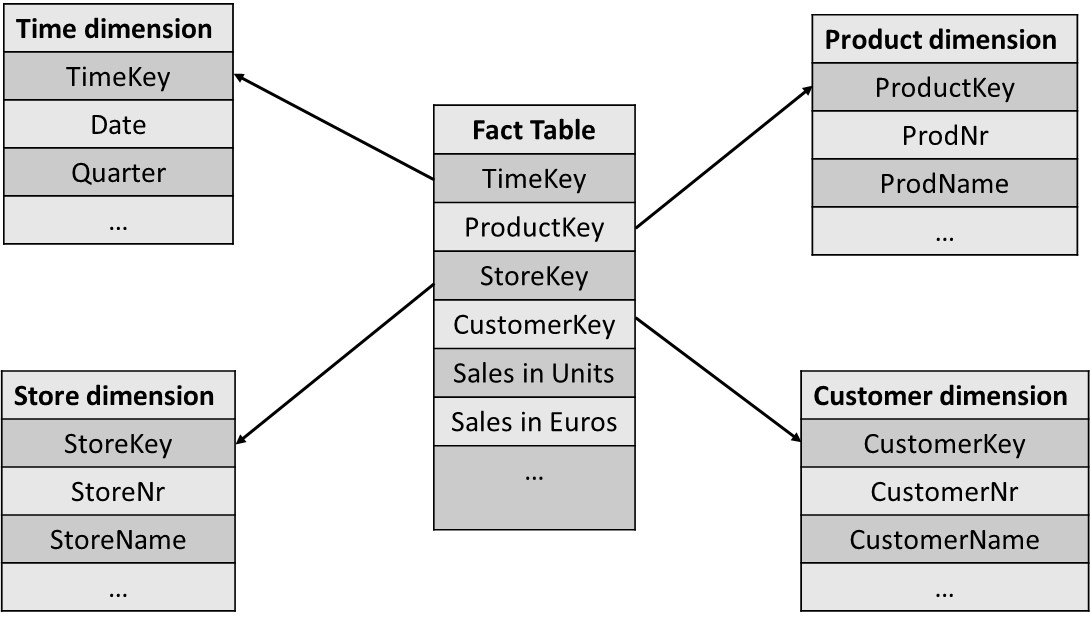 Time dimension
TimeKey
Date
Quarter
...
Product dimension
ProductKey
ProdNr
ProdName
...
Fact Table
TimeKey
ProductKey
StoreKey
CustomerKey
Sales in Units
Sales in Euros
...
Store dimension
StoreKey
StoreNr
StoreName
...
Customer dimension
CustomerKey
CustomerNr
CustomerName
...